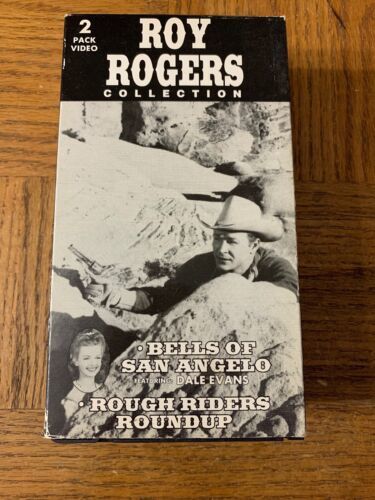 2
PACK
VIDEO
ROY
ROGERS
COLLECTION
• BELLS OF
SAN ANGELO
FEATURING DALE EVANS
• ROUGH RIDERS
ROUNDUP